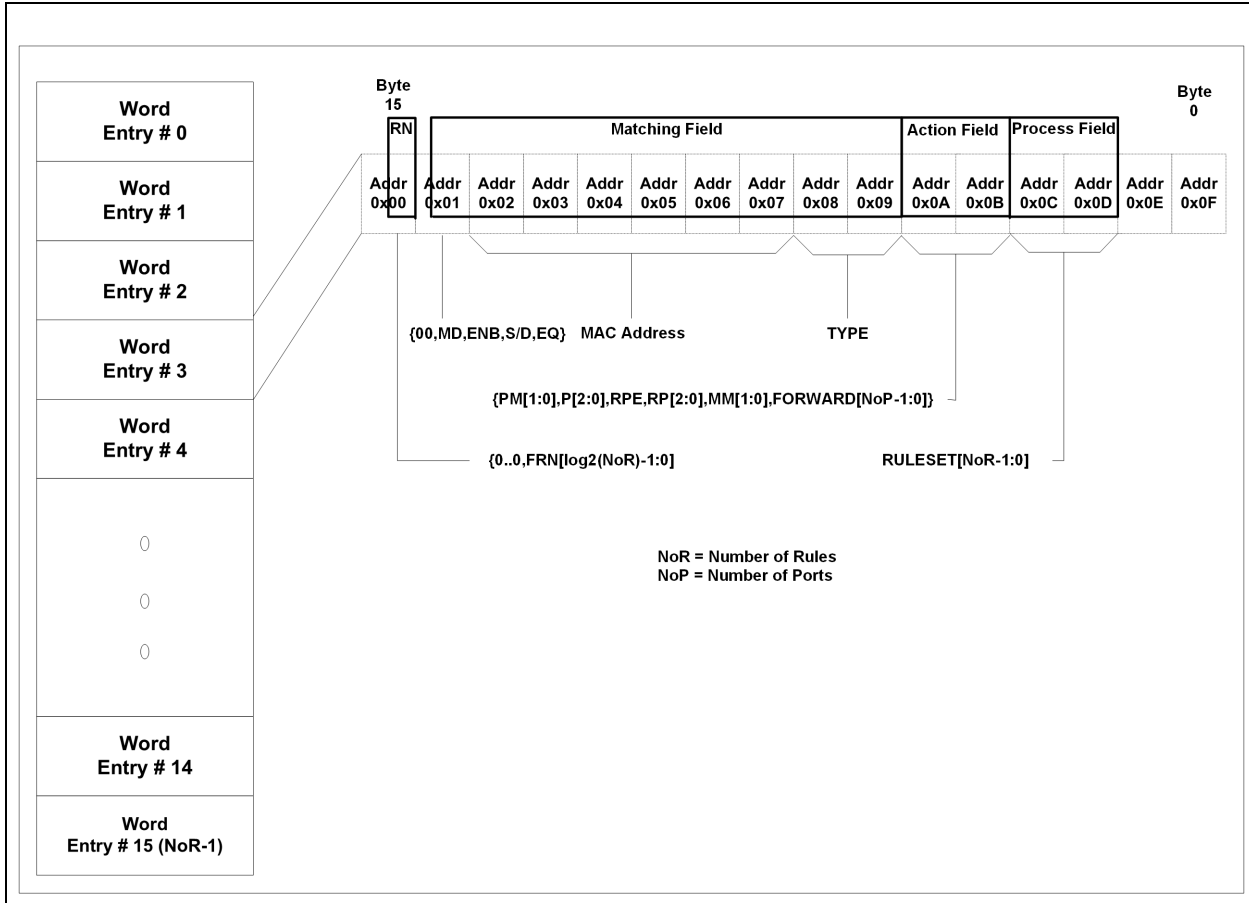 Word
Entry # 0
Word
Entry # 1
Word
Entry # 2
Word
Entry # 3
Word
Entry # 4
0
0
0
Word
Entry # 14
Word
Entry # 15 (NoR-1)
Byte
15
Byte
0
RN
Matching Field
Action Field
Process Field
Addr
0x00
Addr
0x01
Addr
0x02
Addr
0x03
Addr
0x04
Addr
0x05
Addr
0x06
Addr
0x07
Addr
0x08
Addr
0x09
Addr
0x0A
Addr
0x0B
Addr
0x0C
Addr
0x0D
Addr
0x0E
Addr
0x0F
{00,MD,ENB,S/D,EQ}
MAC Address
TYPE
{PM[1:0],P[2:0],RPE,RP[2:0],MM[1:0],FORWARD[NoP-1:0]}
{0..0,FRN[log2(NoR)-1:0]
RULESET[NoR-1:0]
NoR = Number of Rules
NoP = Number of Ports